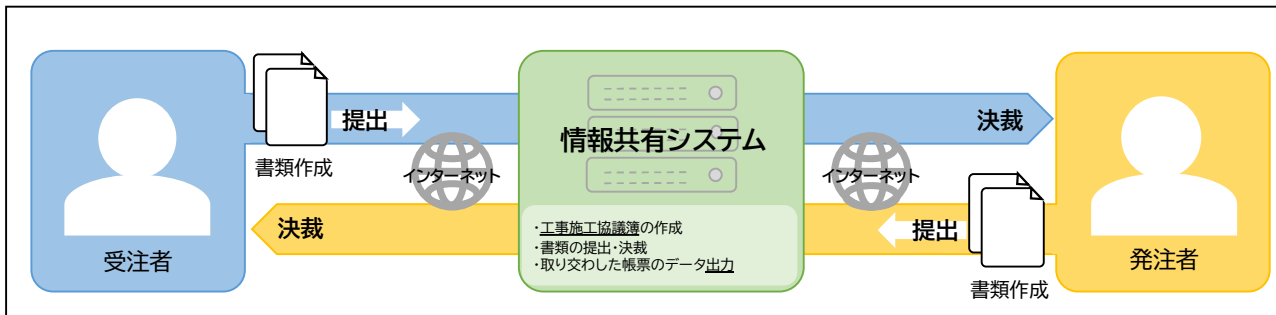 提出
書類作成
インターネット
決裁
受注者
情報共有システム
・工事施工協議簿の作成
・書類の提出・決裁
・取り交わした帳票のデータ出力
決裁
インターネット
提出
書類作成
発注者